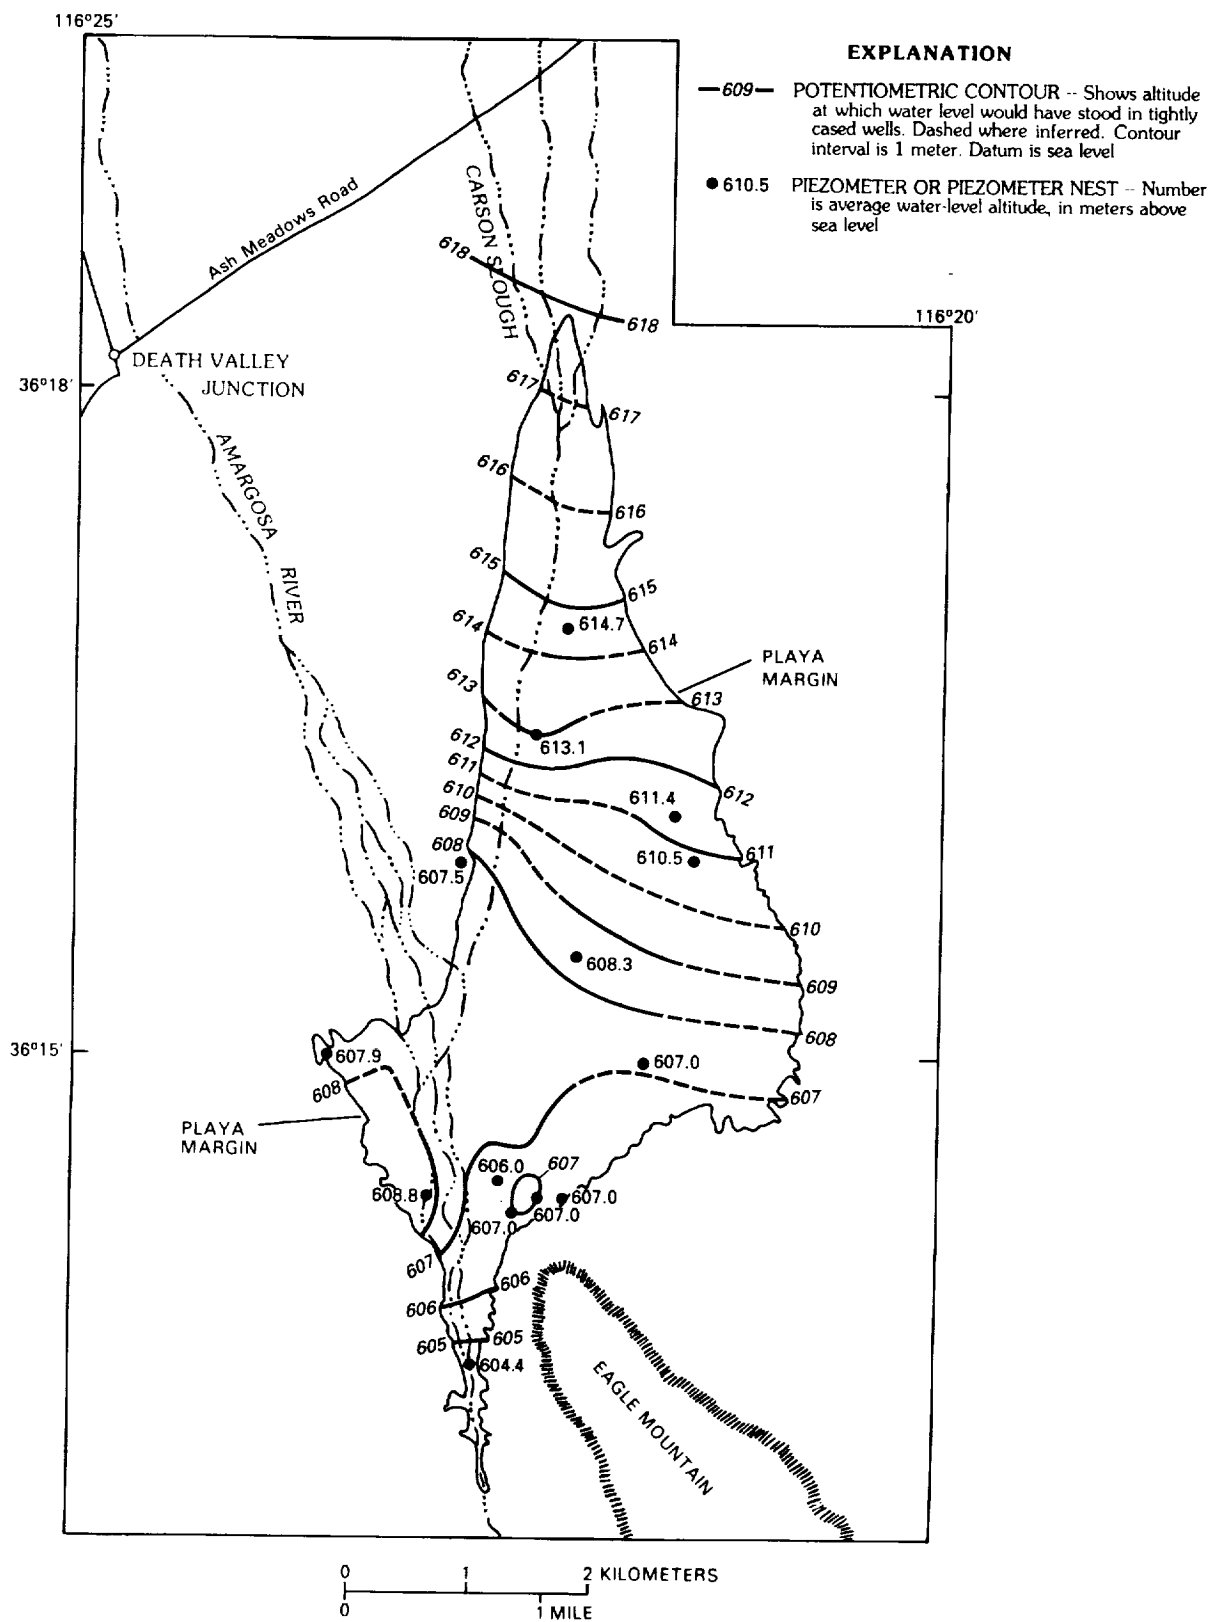 116°25'
EXPLANATION
—609— POTENTIOMETRIC CONTOUR -- Shows altitude
at which water level would have stood in tightly
cased wells. Dashed where inferred. Contour
interval is 1 meter. Datum is sea level
● 610.5 PIEZOMETER OR PIEZOMETER NEST -- Number
is average water-level altitude, in meters above
sea level
Ash Meadows Road
CARSON SLOUGH
618
618
116°20'
DEATH VALLEY
JUNCTION
36°18'
617
617
AMARGOSA
RIVER
616
616
615
615
614.7
614
614
PLAYA
MARGIN
613
613
613.1
612
612
611
611.4
610
609
608
610.5
611
607.5
610
608.3
609
608
36°15'
607.9
607.0
608
607
PLAYA
MARGIN
606.0
607
608.8
607.0
607.0
607.0
607
606
606
605
605
604.4
EAGLE MOUNTAIN
0 1 2 KILOMETERS
0 1 MILE